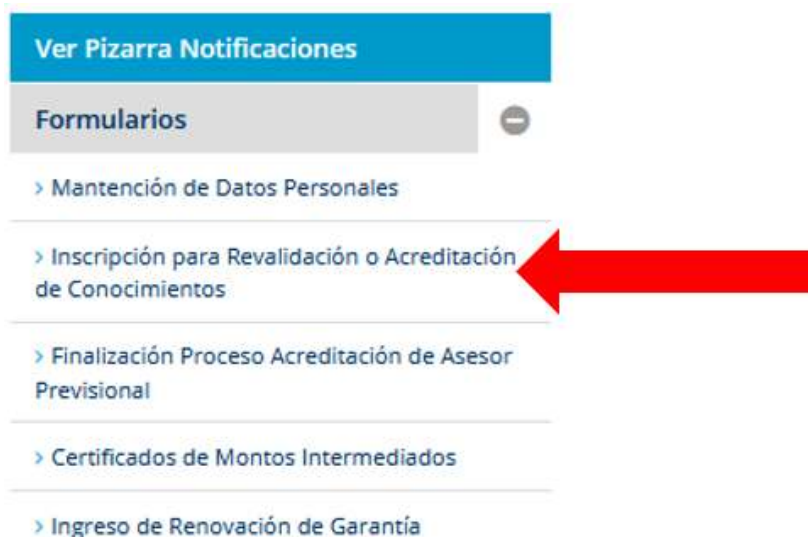 Ver Pizarra Notificaciones
Formularios
› Mantención de Datos Personales
› Inscripción para Revalidación o Acreditación
de Conocimientos
› Finalización Proceso Acreditación de Asesor
Previsional
› Certificados de Montos Intermediados
› Ingreso de Renovación de Garantía